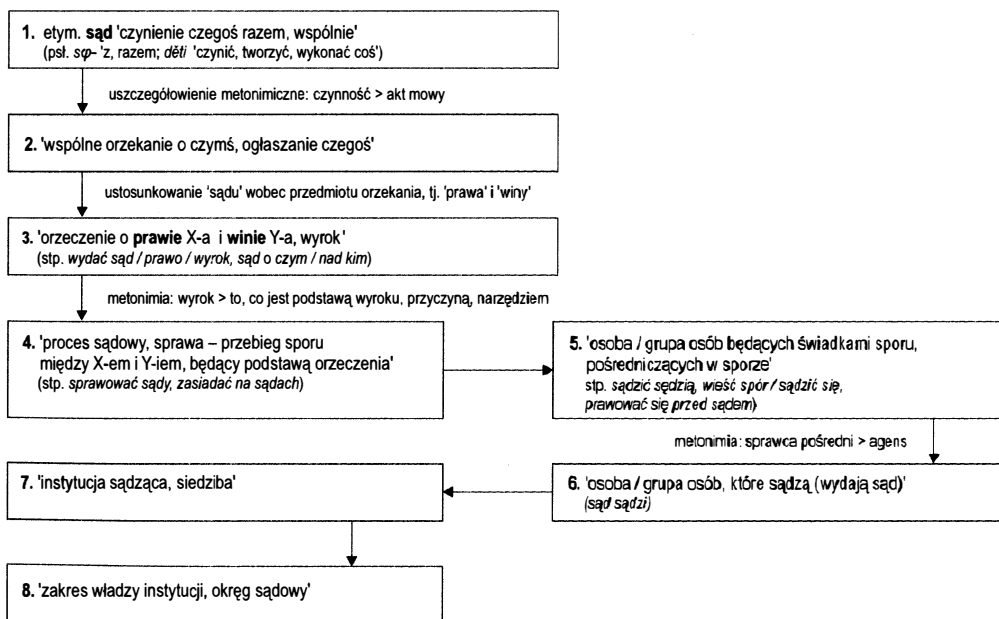 1. etym. sąd 'czynienie czegoś razem, wspólnie'
(psł. sǫ- 'z, razem; děti 'czynić, tworzyć, wykonać coś')
uszczegółowienie metonimiczne: czynność > akt mowy
2. 'wspólne orzekanie o czymś, ogłaszanie czegoś'
ustosunkowanie 'sądu' wobec przedmiotu orzekania, tj. 'prawa' i 'winy'
3. 'orzeczenie o prawie X-a i winie Y-a, wyrok'
(stp. wydać sąd / prawo / wyrok, sąd o czym / nad kim)
metonimia: wyrok > to, co jest podstawą wyroku, przyczyną, narzędziem
4. 'proces sądowy, sprawa – przebieg sporu
między X-em i Y-iem, będący podstawą orzeczenia'
(stp. sprawować sądy, zasiadać na sądach)
5. 'osoba / grupa osób będących świadkami sporu,
pośredniczących w sporze'
stp. sądzić sędzią, wieść spór / sądzić się,
prawować się przed sądem)
metonimia: sprawca pośredni > agens
7. 'instytucja sądząca, siedziba'
6. 'osoba / grupa osób, które sądzą (wydają sąd)'
(sąd sądzi)
8. 'zakres władzy instytucji, okręg sądowy'